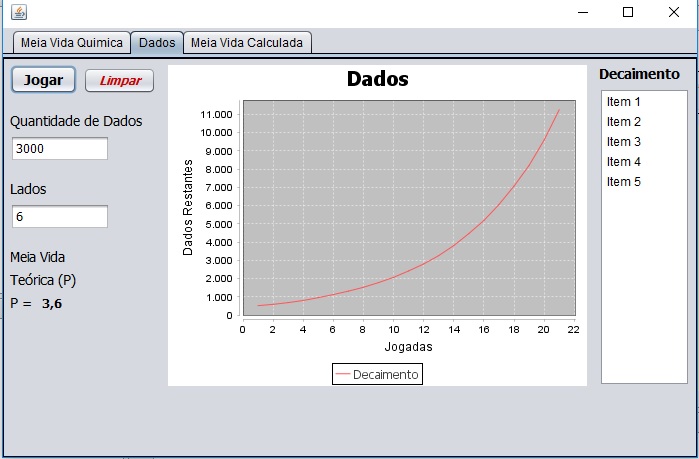 Meia Vida Quimica
Dados
Meia Vida Calculada
Jogar
Limpar
Quantidade de Dados
3000
Lados
6
Meia Vida
Teórica (P)
P = 3,6
Dados
Dados Restantes
11.000
10.000
9.000
8.000
7.000
6.000
5.000
4.000
3.000
2.000
1.000
0
0 2 4 6 8 10 12 14 16 18 20 22
Jogadas
Decaimento
Decaimento
Item 1
Item 2
Item 3
Item 4
Item 5